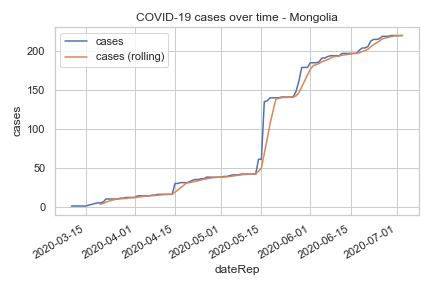 COVID-19 cases over time - Mongolia
cases
cases (rolling)
200
150
100
50
0
cases
2020-03-15
2020-04-01
2020-04-15
2020-05-01
2020-05-15
2020-06-01
2020-06-15
2020-07-01
dateRep